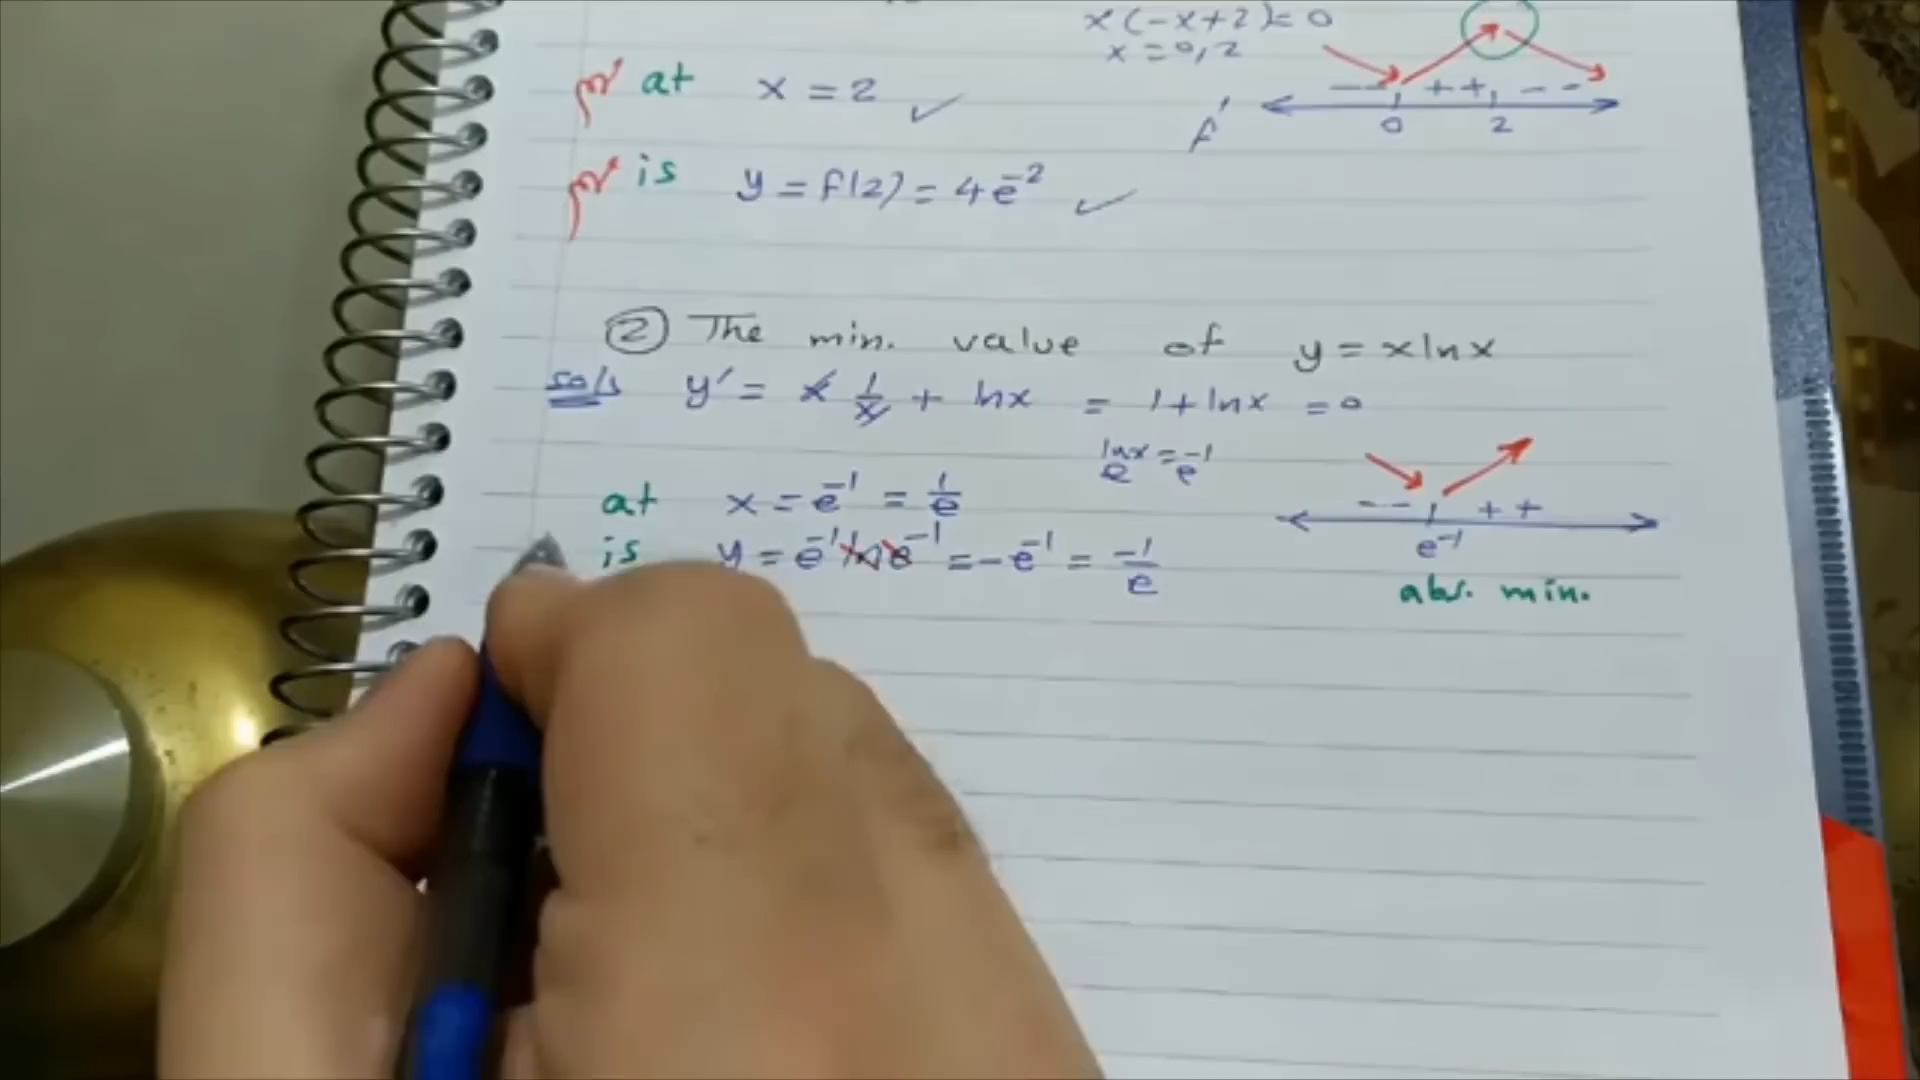 x(-x+2)=0
x=0,2
at x = 2 ✓
-- ++ --
f′ 0 2
is y = f(2) = 4e⁻² ✓
② The min. value of y = xlnx
sol: y′ = x 1/x + lnx = 1+lnx = 0
e^lnx = e⁻¹
at x = e⁻¹ = 1/e
-- ++
e⁻¹
is y = e⁻¹ ln e⁻¹ = -e⁻¹ = -1/e
abs. min.